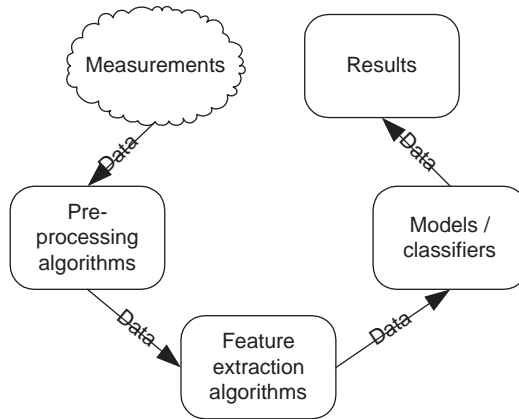 Measurements
Results
Data
Data
Pre-
processing
algorithms
Models /
classifiers
Data
Data
Feature
extraction
algorithms